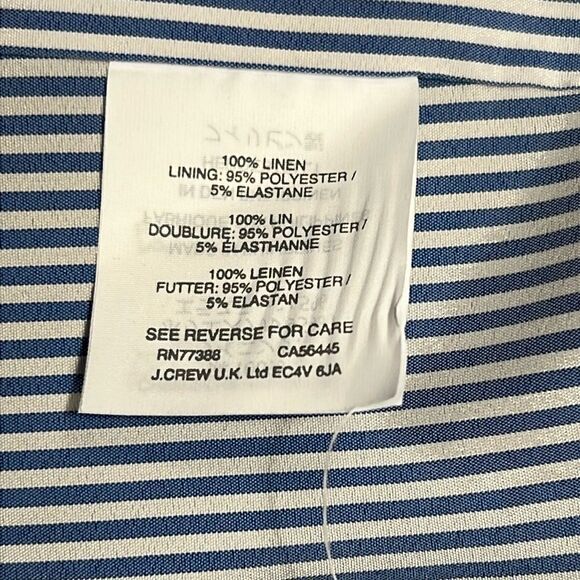 100% LINEN
LINING: 95% POLYESTER /
5% ELASTANE
100% LIN
DOUBLURE: 95% POLYESTER /
5% ÉLASTHANNE
100% LEINEN
FUTTER: 95% POLYESTER /
5% ELASTAN
SEE REVERSE FOR CARE
RN77388 CA56445
J.CREW U.K. Ltd EC4V 6JA